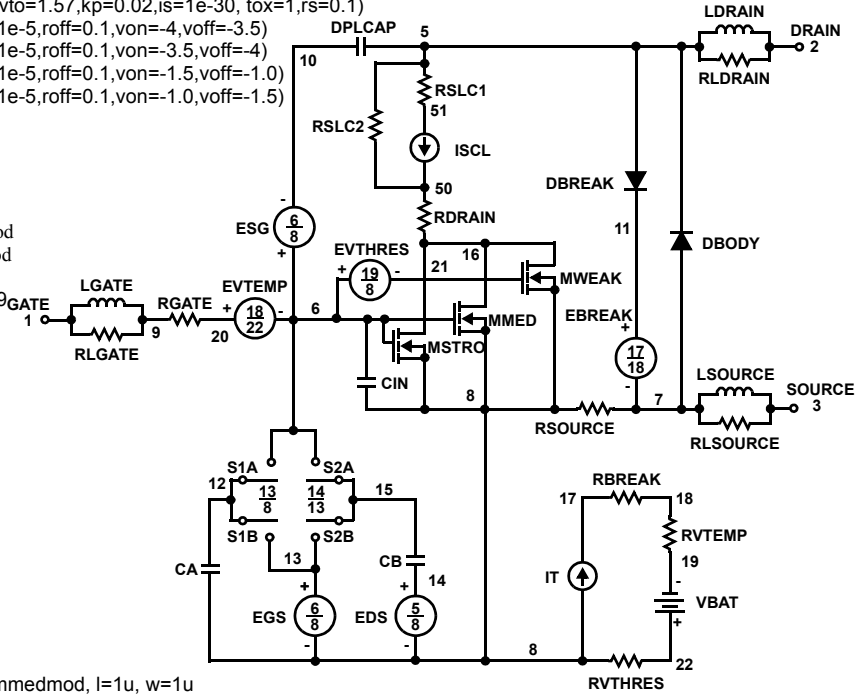 vto=1.57,kp=0.02,is=1e-30, tox=1,rs=0.1)
1e-5,roff=0.1,von=-4,voff=-3.5)
1e-5,roff=0.1,von=-3.5,voff=-4)
1e-5,roff=0.1,von=-1.5,voff=-1.0)
1e-5,roff=0.1,von=-1.0,voff=-1.5)
LDRAIN
DPLCAP 5 DRAIN
10 2
RLDRAIN
RSLC1
51
RSLC2
ISCL
50
DBREAK
RDRAIN
11
ESG 6 8 - +
DBODY
EVTHRES
+ 19 8 - 21 16
MWEAK
od
od
9
LGATE
GATE
1
RLGATE
9
RGATE
20
EVTEMP
+ 18 22 -
6
MMED
MSTRO
EBREAK
+ 17 18 -
CIN
8
RSOURCE
7
LSOURCE
SOURCE
3
RLSOURCE
S1A S2A
12 13 8 14 13 15
S1B S2B
13
CA CB
14
EGS + 6 8 -
EDS + 5 8 -
RBREAK
17 18
RVTEMP
19
IT
- VBAT +
8 22
RVTHRES
mmedmod, l=1u, w=1u